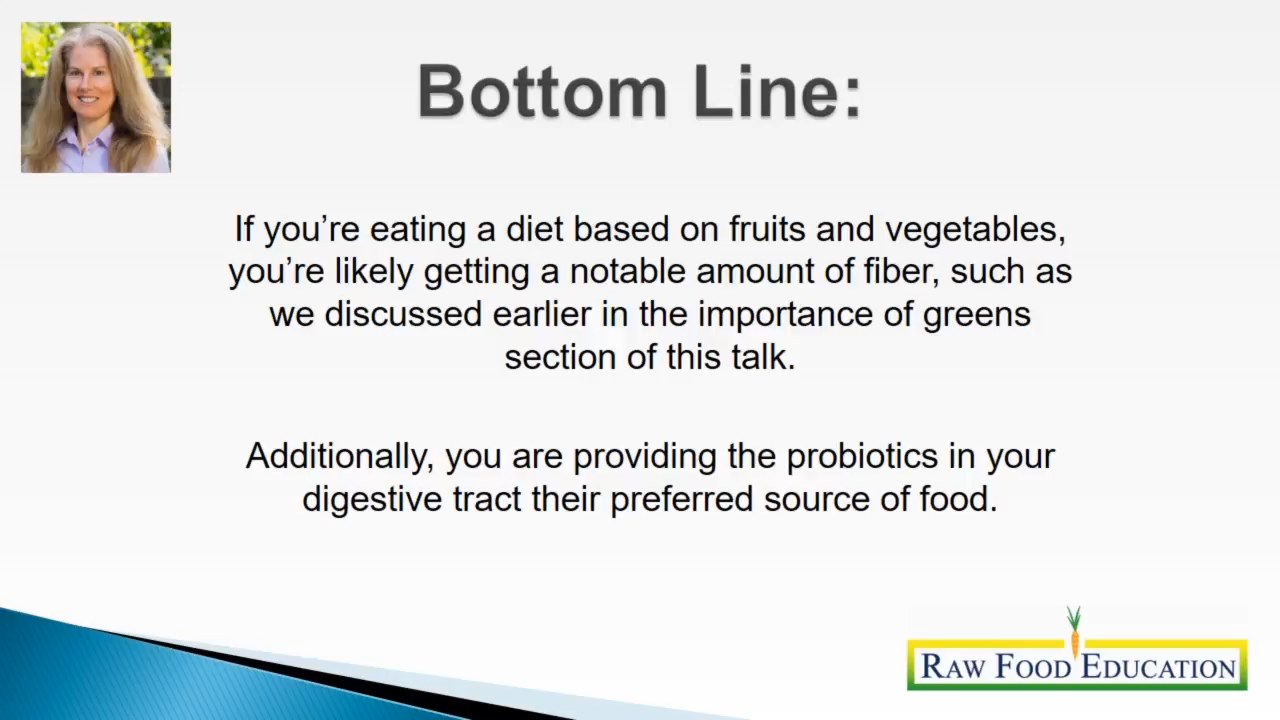 Bottom Line:
If you’re eating a diet based on fruits and vegetables,
you’re likely getting a notable amount of fiber, such as
we discussed earlier in the importance of greens
section of this talk.
Additionally, you are providing the probiotics in your
digestive tract their preferred source of food.
RAW FOOD EDUCATION